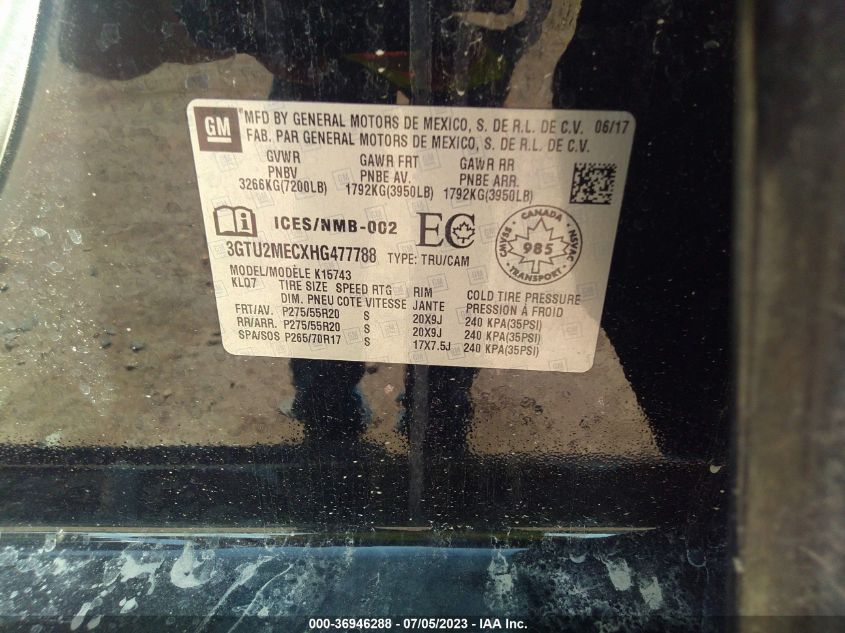 GM
MFD BY GENERAL MOTORS DE MEXICO, S. DE R.L. DE C.V. 06/17
FAB. PAR GENERAL MOTORS DE MEXICO, S. DE R.L. DE C.V.
GVWR GAWR FRT GAWR RR
PNBV PNBE AV. PNBE ARR.
3266KG(7200LB) 1792KG(3950LB) 1792KG(3950LB)
ICES/NMB-002 EC
CANADA
CMVSS 985 NSVAC
TRANSPORT
3GTU2MECXHG477788 TYPE: TRU/CAM
MODEL/MODÈLE K15743
KLQ7 TIRE SIZE SPEED RTG RIM COLD TIRE PRESSURE
DIM. PNEU COTE VITESSE JANTE PRESSION À FROID
FRT/AV. P275/55R20 S 20X9J 240 KPA(35PSI)
RR/ARR. P275/55R20 S 20X9J 240 KPA(35PSI)
SPA/SOS P265/70R17 S 17X7.5J 240 KPA(35PSI)
000-36946288 - 07/05/2023 - IAA Inc.